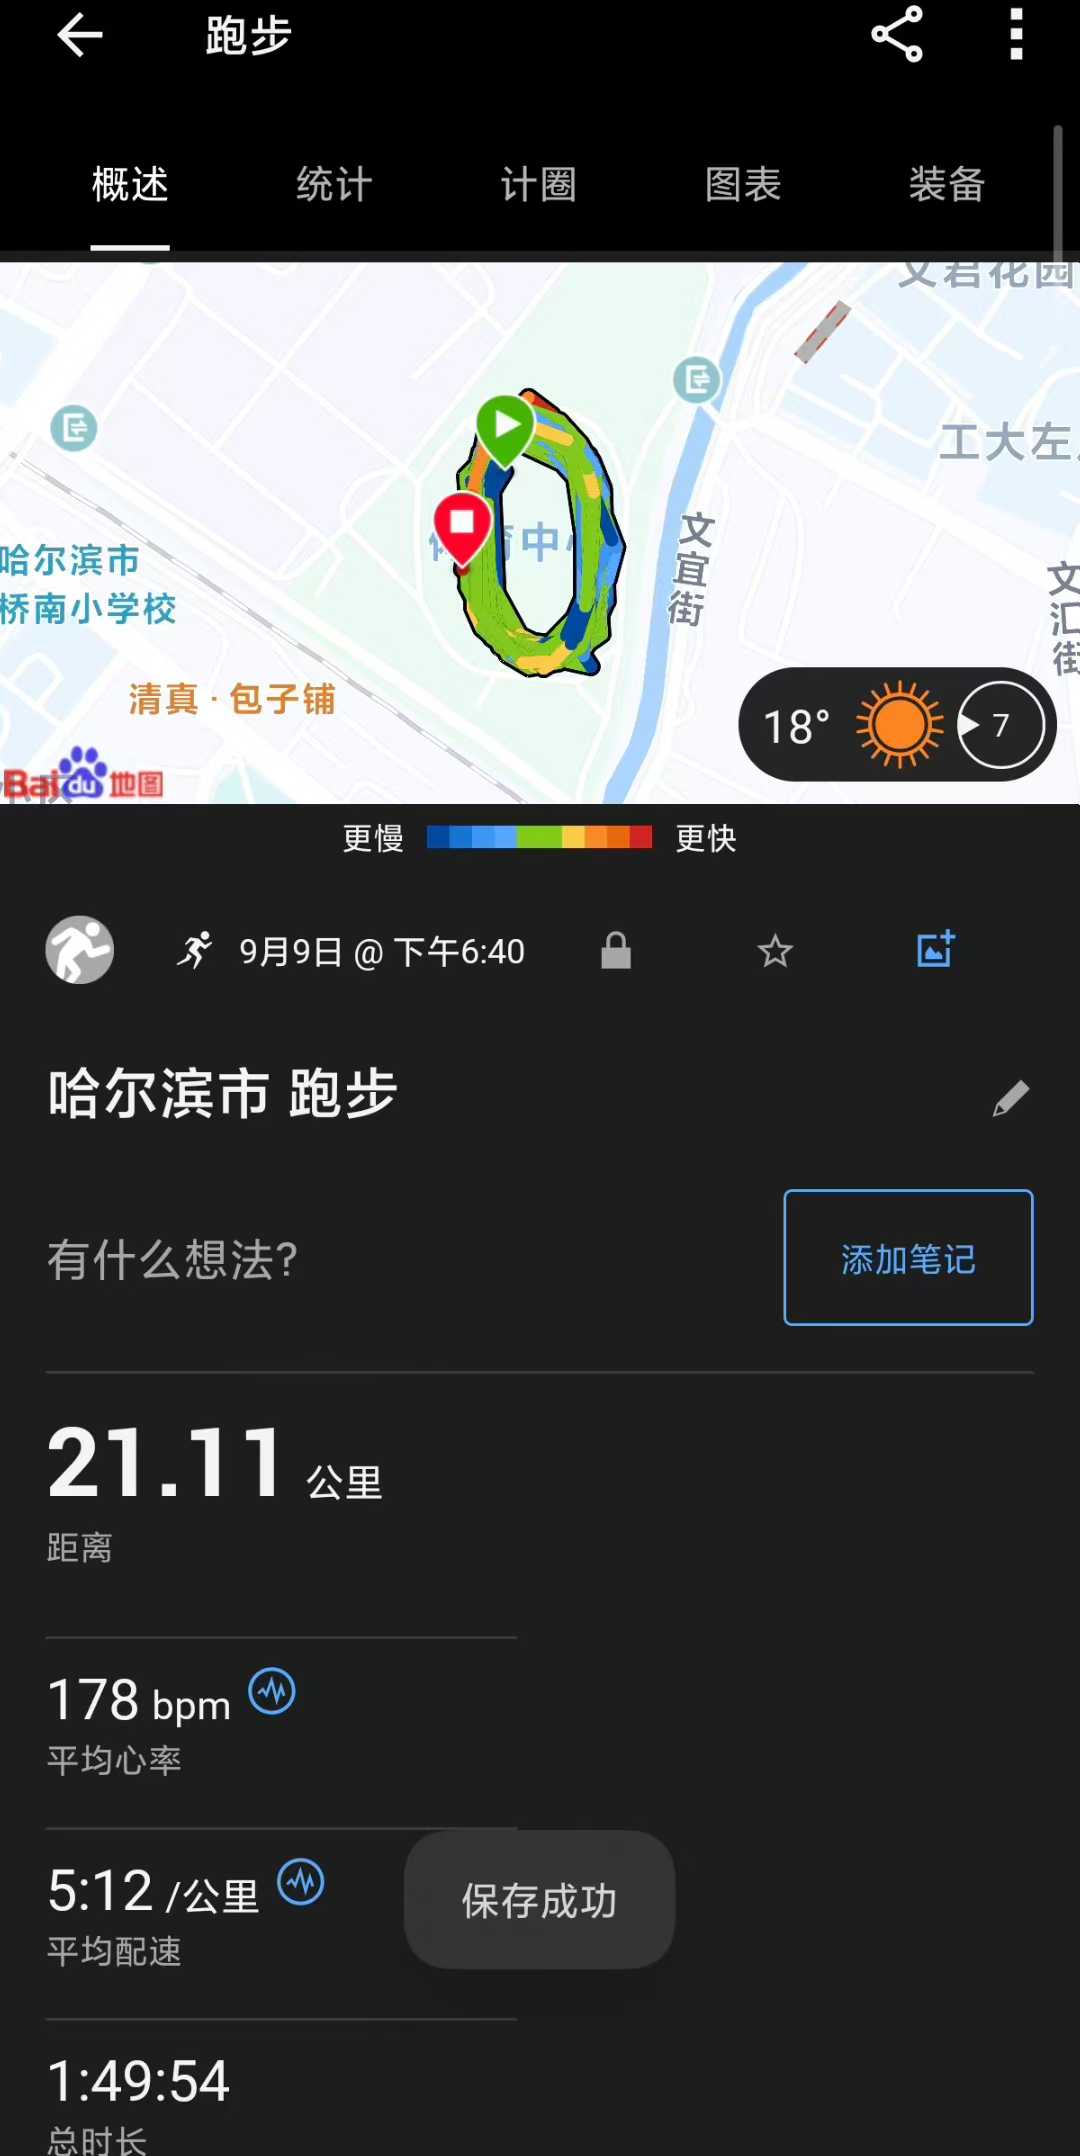 跑步
概述 统计 计圈 图表 装备
文君花园
工大左
文宜街
文汇街
哈尔滨市
桥南小学校
清真·包子铺
育中
18° 7
Baidu地图
更慢 更快
9月9日 @ 下午6:40
哈尔滨市 跑步
有什么想法?
添加笔记
21.11 公里
距离
178 bpm
平均心率
5:12 /公里
平均配速
保存成功
1:49:54
总时长